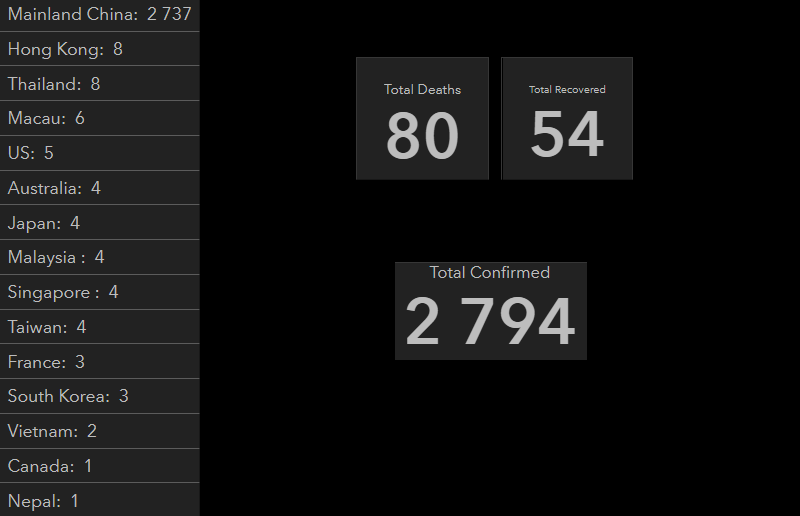 Mainland China: 2 737
Hong Kong: 8
Thailand: 8
Macau: 6
US: 5
Australia: 4
Japan: 4
Malaysia : 4
Singapore : 4
Taiwan: 4
France: 3
South Korea: 3
Vietnam: 2
Canada: 1
Nepal: 1
Total Deaths
80
Total Recovered
54
Total Confirmed
2 794